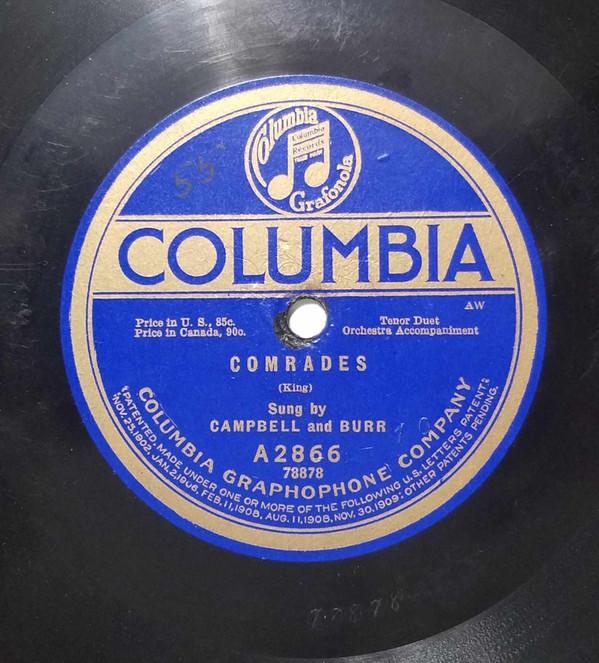 Columbia
Columbia
Records
Grafonola
55
COLUMBIA
AW
Price in U. S., 85c.
Price in Canada, 90c.
Tenor Duet
Orchestra Accompaniment
COMRADES
(King)
Sung by
CAMPBELL and BURR
A2866
78878
COLUMBIA GRAPHOPHONE COMPANY
PATENTED. MADE UNDER ONE OR MORE OF THE FOLLOWING U.S. LETTERS PATENT:
NOV. 25, 1902, JAN. 2, 1906, FEB. 11, 1908, AUG. 11, 1908, NOV. 30, 1909: OTHER PATENTS PENDING.
78878